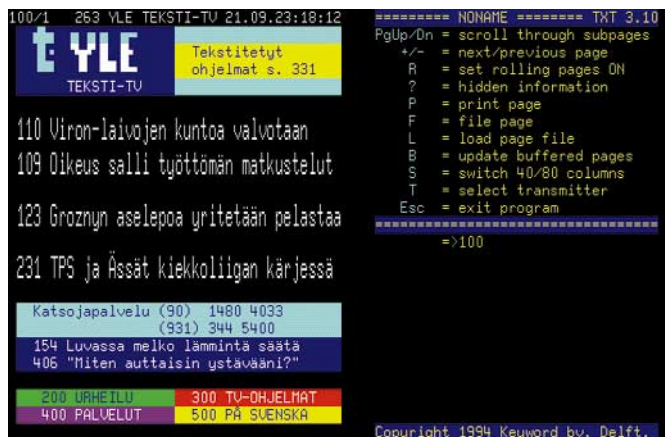 100/1 263 YLE TEKSTI-TV 21.09.23:18:12
t: YLE
TEKSTI-TV
Tekstitetyt
ohjelmat s. 331
110 Viron-laivojen kuntoa valvotaan
109 Oikeus salli työttömän matkustelut
123 Groznyn aselepoa yritetään pelastaa
231 TPS ja Ässät kiekkoliigan kärjessä
Katsojapalvelu (90) 1480 4033
(931) 344 5400
154 Luvassa melko lämmintä säätä
406 "Miten auttaisin ystävääni?"
200 URHEILU 300 TV-OHJELMAT
400 PALVELUT 500 PÅ SVENSKA
========= NONAME ======== TXT 3.10
PgUp/Dn = scroll through subpages
+/- = next/previous page
R = set rolling pages ON
? = hidden information
P = print page
F = file page
L = load page file
B = update buffered pages
S = switch 40/80 columns
T = select transmitter
Esc = exit program
==================================
=>100
Copyright 1994 Keyword bv, Delft.